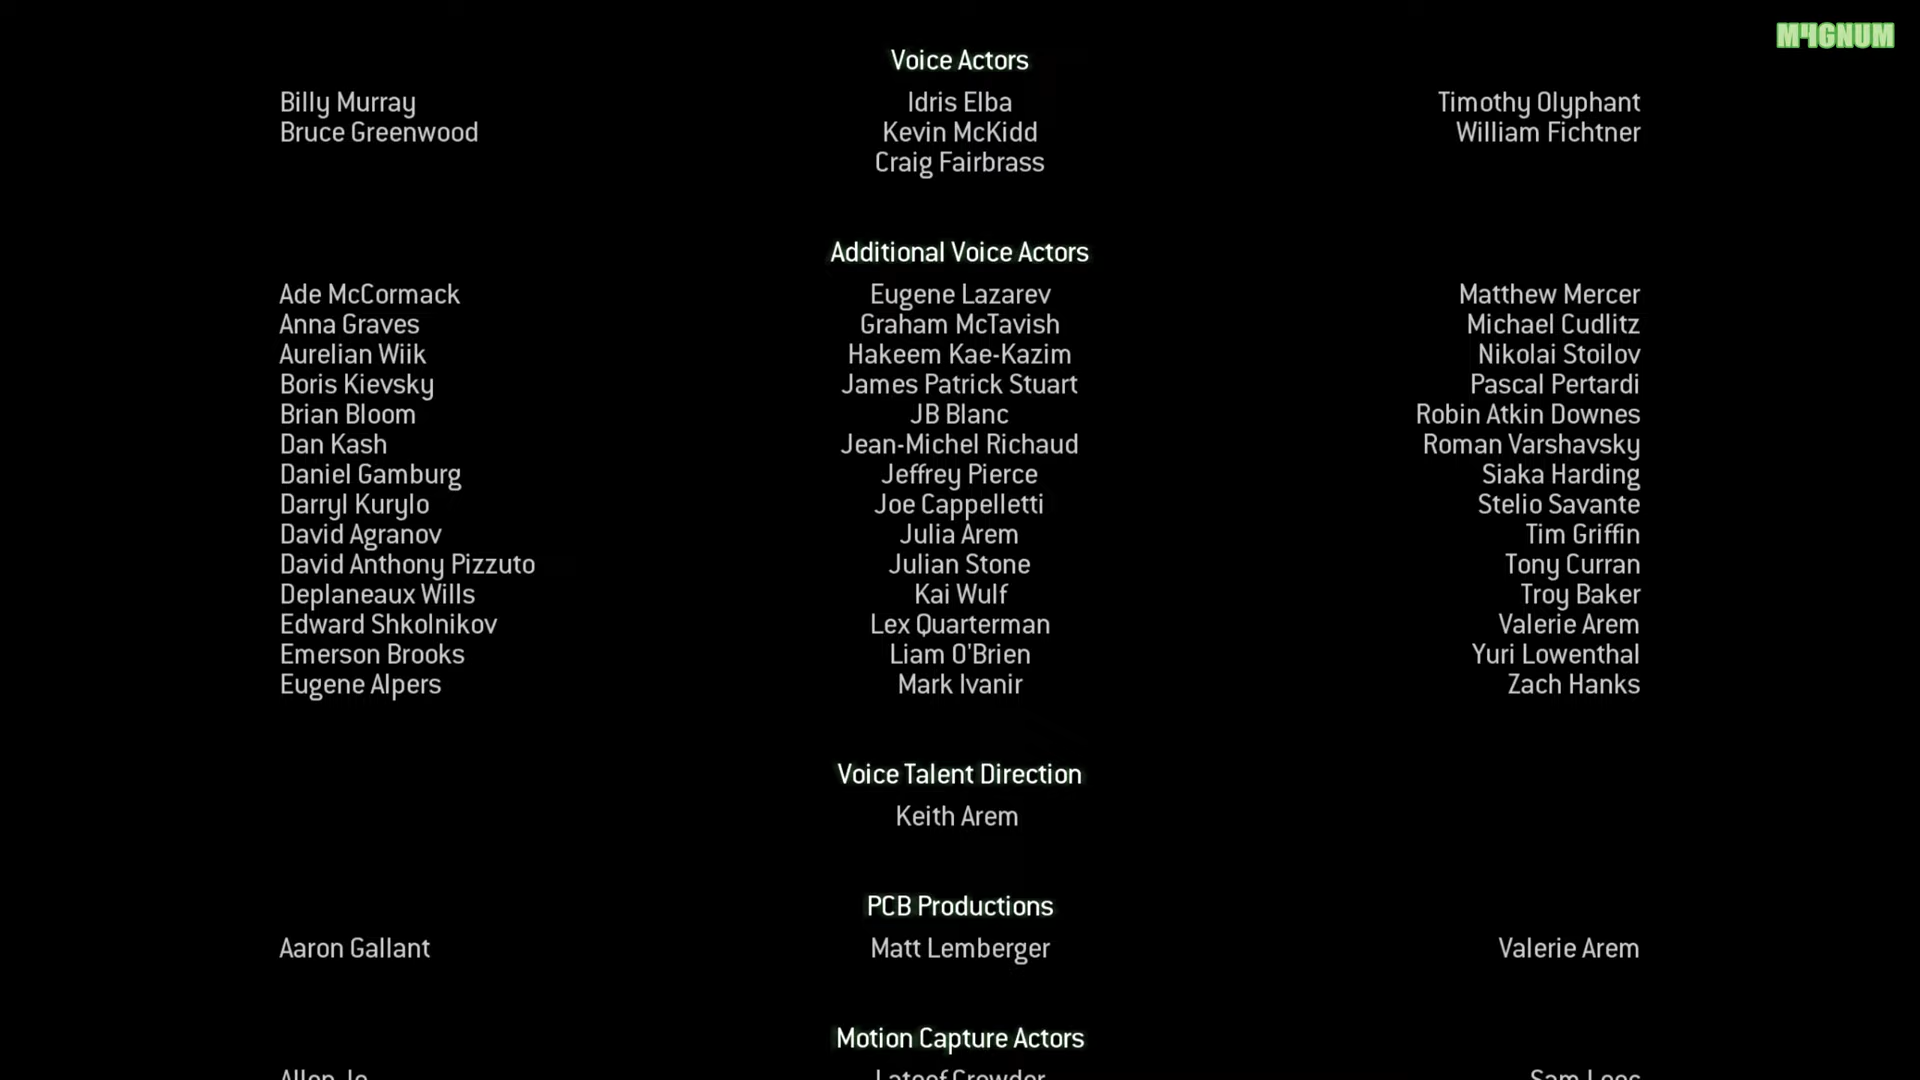 M4GNUM
Voice Actors
Billy Murray Idris Elba Timothy Olyphant
Bruce Greenwood Kevin McKidd William Fichtner
Craig Fairbrass
Additional Voice Actors
Ade McCormack Eugene Lazarev Matthew Mercer
Anna Graves Graham McTavish Michael Cudlitz
Aurelian Wiik Hakeem Kae-Kazim Nikolai Stoilov
Boris Kievsky James Patrick Stuart Pascal Pertardi
Brian Bloom JB Blanc Robin Atkin Downes
Dan Kash Jean-Michel Richaud Roman Varshavsky
Daniel Gamburg Jeffrey Pierce Siaka Harding
Darryl Kurylo Joe Cappelletti Stelio Savante
David Agranov Julia Arem Tim Griffin
David Anthony Pizzuto Julian Stone Tony Curran
Deplaneaux Wills Kai Wulf Troy Baker
Edward Shkolnikov Lex Quarterman Valerie Arem
Emerson Brooks Liam O'Brien Yuri Lowenthal
Eugene Alpers Mark Ivanir Zach Hanks
Voice Talent Direction
Keith Arem
PCB Productions
Aaron Gallant Matt Lemberger Valerie Arem
Motion Capture Actors
Allen Jo Lateef Crowder Sam